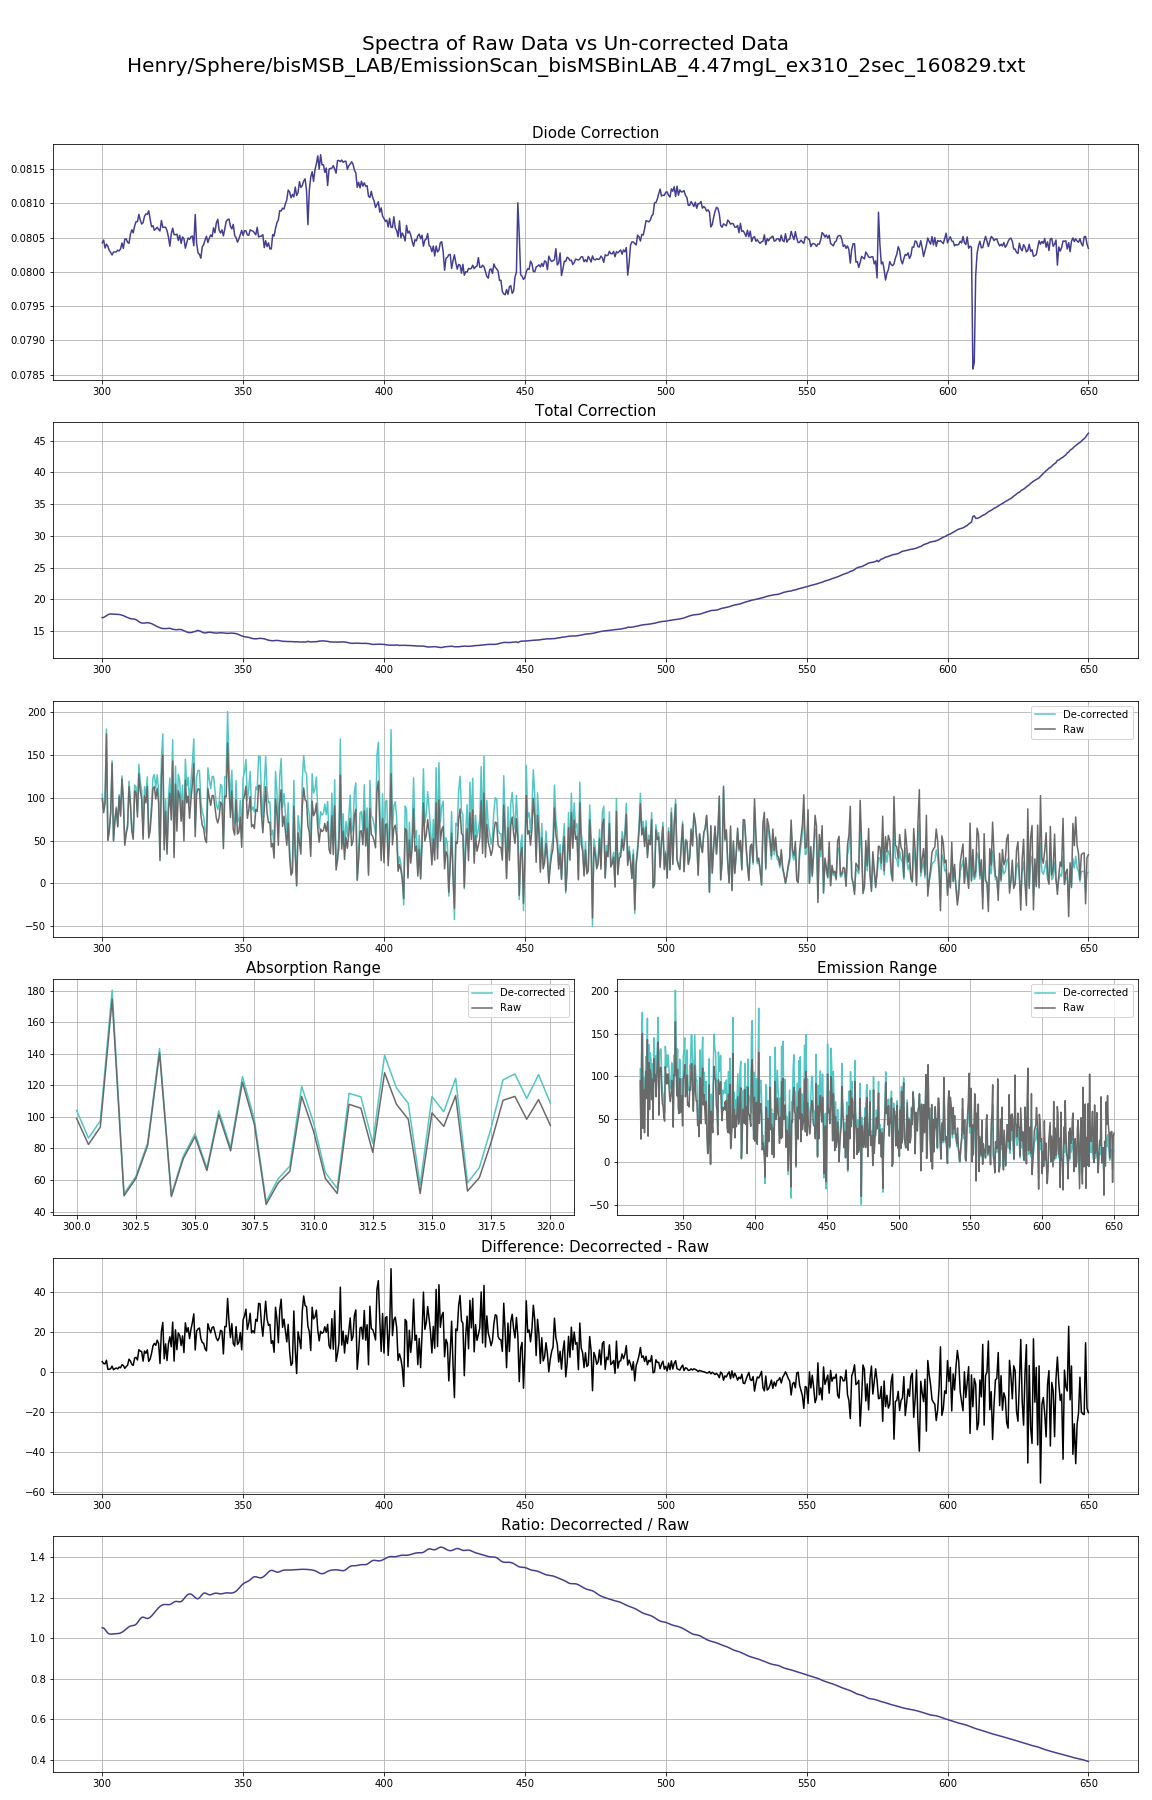 Spectra of Raw Data vs Un-corrected Data
Henry/Sphere/bisMSB_LAB/EmissionScan_bisMSBinLAB_4.47mgL_ex310_2sec_160829.txt
Diode Correction
0.0815
0.0810
0.0805
0.0800
0.0795
0.0790
0.0785
300 350 400 450 500 550 600 650
Total Correction
45
40
35
30
25
20
15
300 350 400 450 500 550 600 650
De-corrected
Raw
200
150
100
50
0
−50
300 350 400 450 500 550 600 650
Absorption Range
De-corrected
Raw
180
160
140
120
100
80
60
40
300.0 302.5 305.0 307.5 310.0 312.5 315.0 317.5 320.0
Emission Range
De-corrected
Raw
200
150
100
50
0
−50
350 400 450 500 550 600 650
Difference: Decorrected - Raw
40
20
0
−20
−40
−60
300 350 400 450 500 550 600 650
Ratio: Decorrected / Raw
1.4
1.2
1.0
0.8
0.6
0.4
300 350 400 450 500 550 600 650